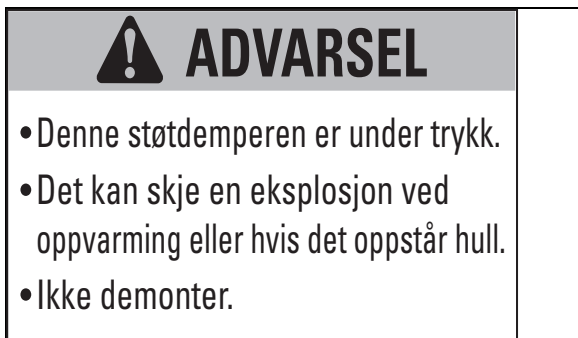 ADVARSEL
•Denne støtdemperen er under trykk.
•Det kan skje en eksplosjon ved
oppvarming eller hvis det oppstår hull.
•Ikke demonter.